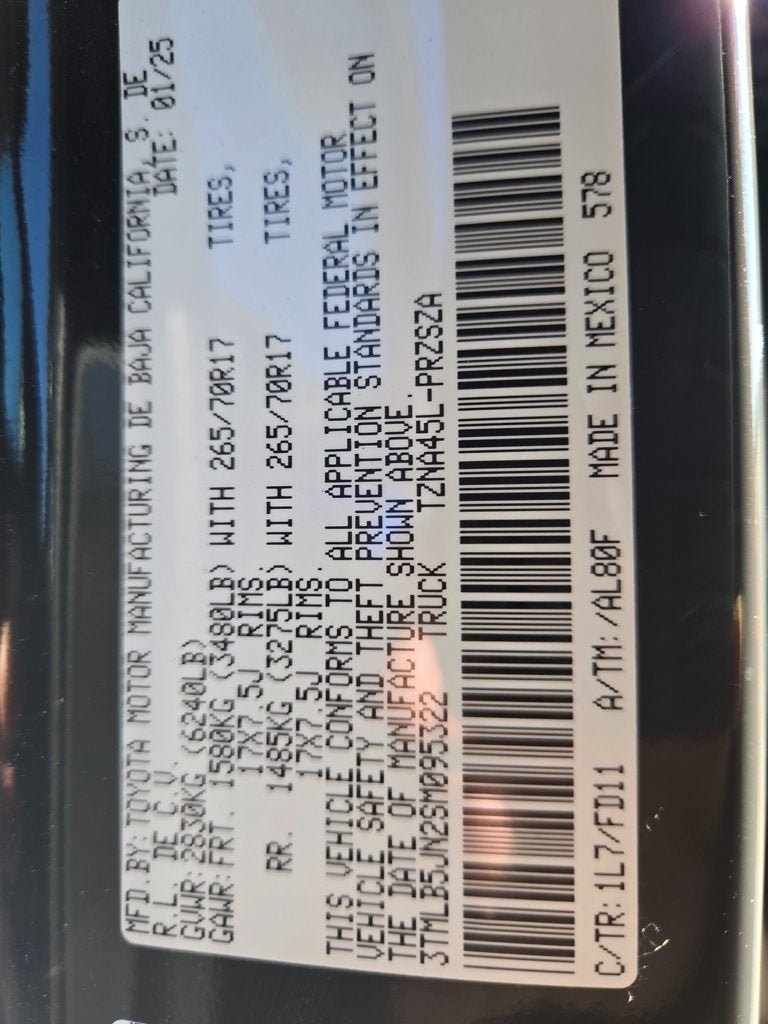 MFD. BY: TOYOTA MOTOR MANUFACTURING DE BAJA CALIFORNIA, S. DE
R.L. DE C.V. DATE: 01/25
GVWR: 2830KG (6240LB)
GAWR: FRT. 1580KG (3480LB) WITH 265/70R17 TIRES,
17X7.5J RIMS.
RR. 1485KG (3275LB) WITH 265/70R17 TIRES,
17X7.5J RIMS.
THIS VEHICLE CONFORMS TO ALL APPLICABLE FEDERAL MOTOR
VEHICLE SAFETY AND THEFT PREVENTION STANDARDS IN EFFECT ON
THE DATE OF MANUFACTURE SHOWN ABOVE.
3TMLB5JN2SM095322 TRUCK TZNA45L-PRZSZA
C/TR: 1L7/FD11 A/TM: /AL80F MADE IN MEXICO 578